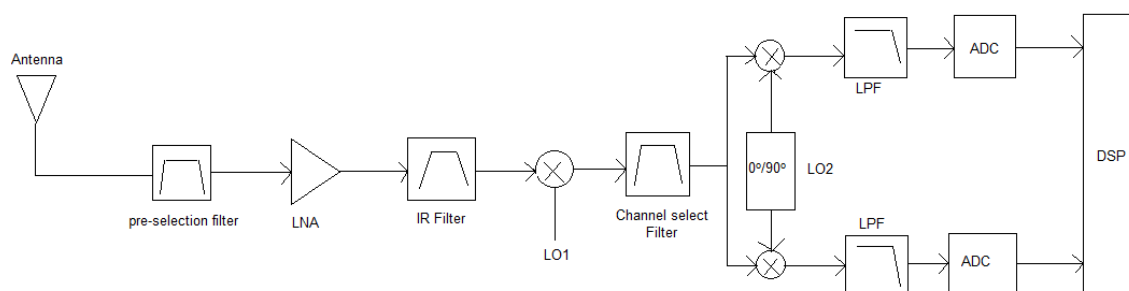 Antenna
pre-selection filter
LNA
IR Filter
LO1
Channel select
Filter
0º/90º
LO2
LPF
ADC
LPF
ADC
DSP